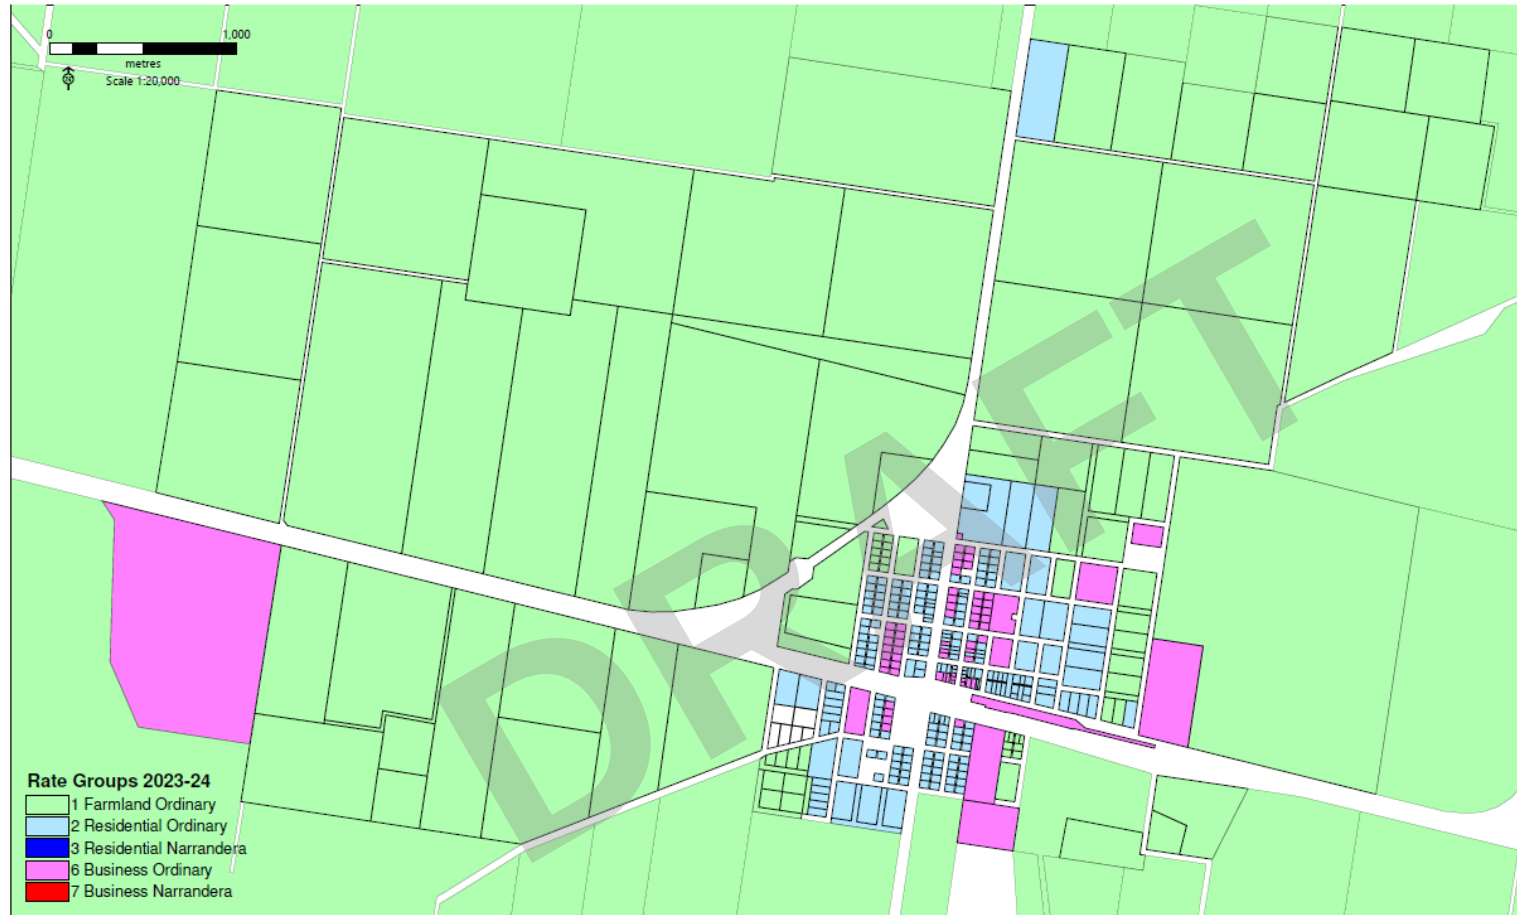 0 1,000
metres
Scale 1:20,000
DRAFT
Rate Groups 2023-24
1 Farmland Ordinary
2 Residential Ordinary
3 Residential Narrandera
6 Business Ordinary
7 Business Narrandera